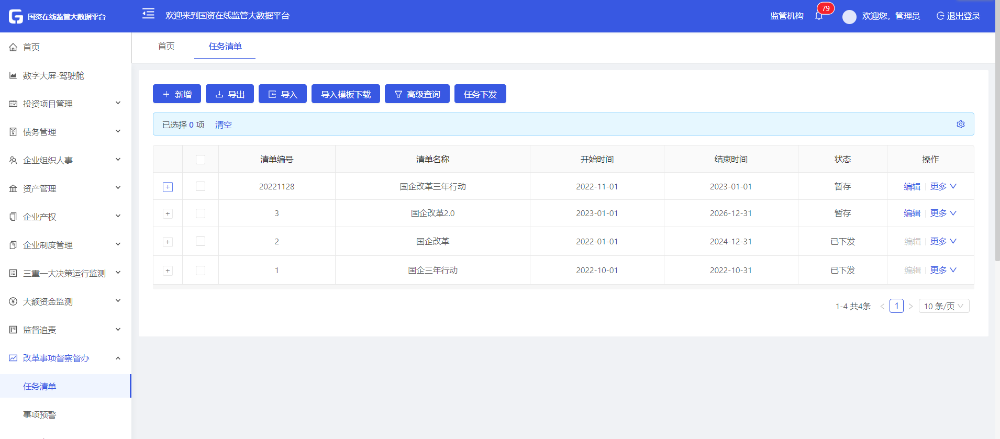 国资在线监管大数据平台
欢迎来到国资在线监管大数据平台
监管机构
79
欢迎您，管理员
退出登录
首页
数字大屏-驾驶舱
投资项目管理
债务管理
企业组织人事
资产管理
企业产权
企业制度管理
三重一大决策运行监测
大额资金监测
监督追责
改革事项督察督办
任务清单
事项预警
首页 任务清单
新增 导出 导入 导入模板下载 高级查询 任务下发
已选择 0 项 清空
清单编号 清单名称 开始时间 结束时间 状态 操作
20221128 国企改革三年行动 2022-11-01 2023-01-01 暂存 编辑 更多
3 国企改革2.0 2023-01-01 2026-12-31 暂存 编辑 更多
2 国企改革 2022-01-01 2024-12-31 已下发 编辑 更多
1 国企三年行动 2022-10-01 2022-10-31 已下发 编辑 更多
1-4 共4条 < 1 > 10 条/页